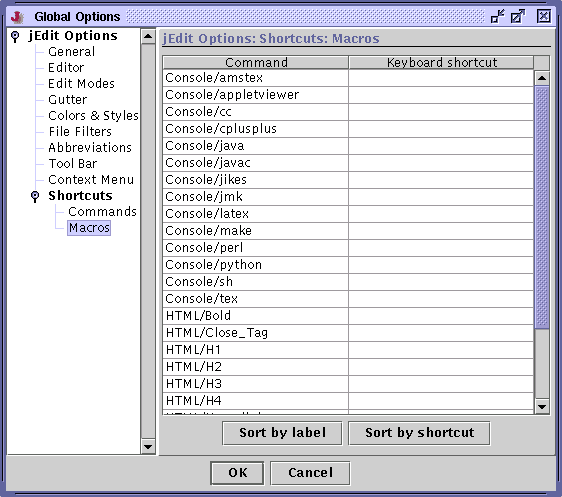 Global Options
jEdit Options
General
Editor
Edit Modes
Gutter
Colors & Styles
File Filters
Abbreviations
Tool Bar
Context Menu
Shortcuts
Commands
Macros
jEdit Options: Shortcuts: Macros
Command Keyboard shortcut
Console/amstex
Console/appletviewer
Console/cc
Console/cplusplus
Console/java
Console/javac
Console/jikes
Console/jmk
Console/latex
Console/make
Console/perl
Console/python
Console/sh
Console/tex
HTML/Bold
HTML/Close_Tag
HTML/H1
HTML/H2
HTML/H3
HTML/H4
Sort by label Sort by shortcut
OK Cancel